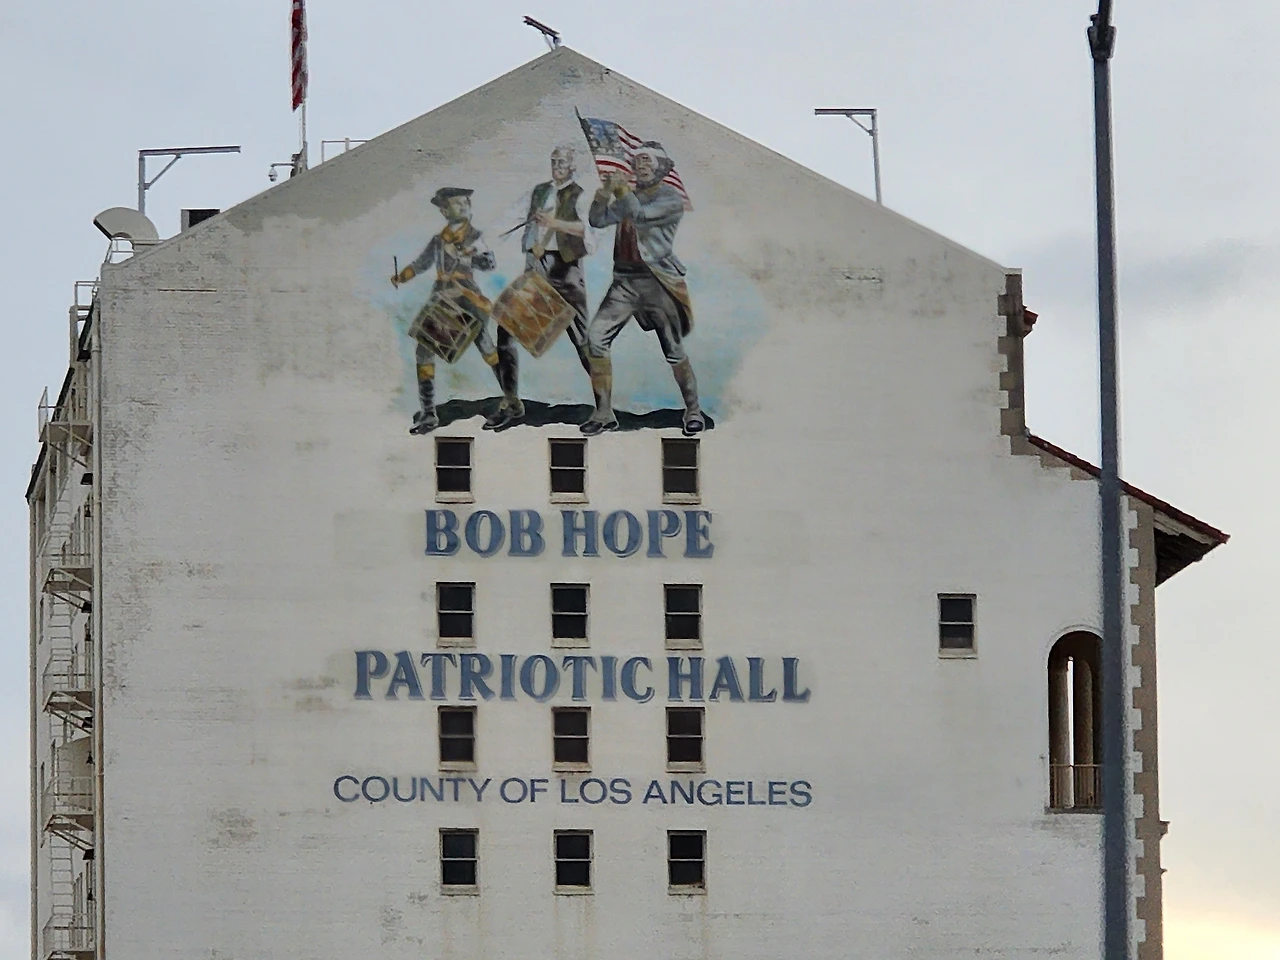 BOB HOPE
PATRIOTIC HALL
COUNTY OF LOS ANGELES